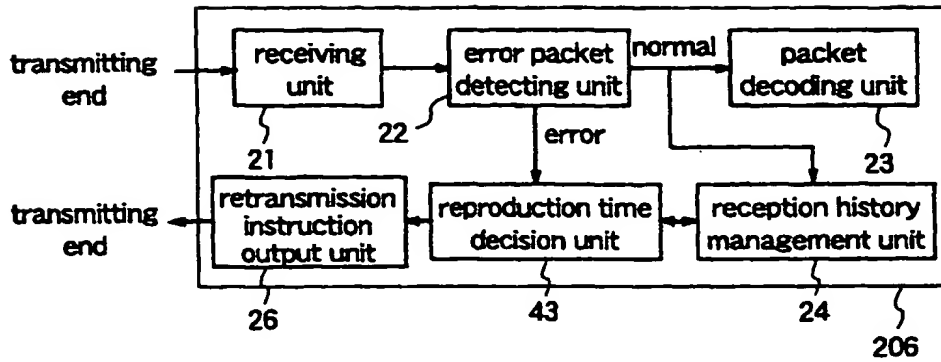 transmitting
end
receiving
unit
21
error packet
detecting unit
22
normal
error
packet
decoding unit
23
transmitting
end
retransmission
instruction
output unit
26
reproduction time
decision unit
43
reception history
management unit
24
206